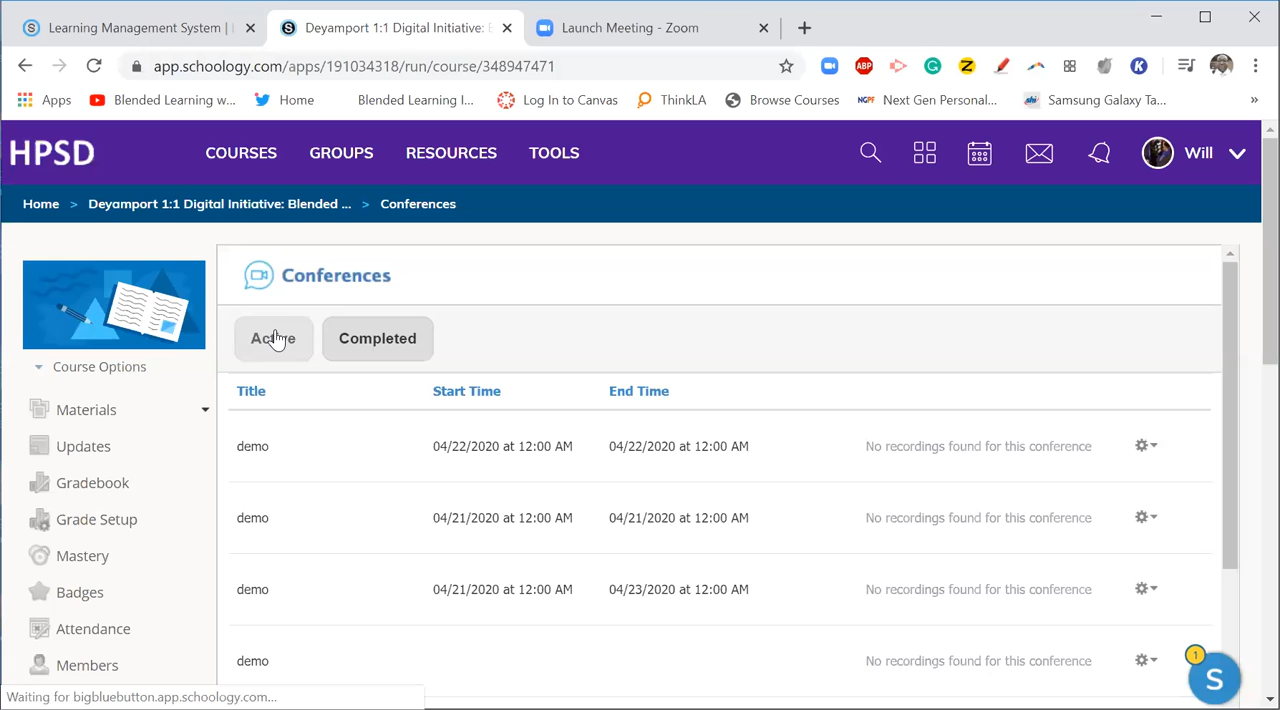 Learning Management System |
Deyamport 1:1 Digital Initiative:
Launch Meeting - Zoom
app.schoology.com/apps/191034318/run/course/348947471
ABP
Apps
Blended Learning w...
Home
Blended Learning I...
Log In to Canvas
ThinkLA
Browse Courses
NGPF
Next Gen Personal...
Samsung Galaxy Ta...
HPSD
COURSES
GROUPS
RESOURCES
TOOLS
Will
Home > Deyamport 1:1 Digital Initiative: Blended ... > Conferences
Conferences
Active
Completed
Title
Start Time
End Time
demo 04/22/2020 at 12:00 AM 04/22/2020 at 12:00 AM No recordings found for this conference
demo 04/21/2020 at 12:00 AM 04/21/2020 at 12:00 AM No recordings found for this conference
demo 04/21/2020 at 12:00 AM 04/23/2020 at 12:00 AM No recordings found for this conference
demo No recordings found for this conference
Course Options
Materials
Updates
Gradebook
Grade Setup
Mastery
Badges
Attendance
Members
1
S
Waiting for bigbluebutton.app.schoology.com...